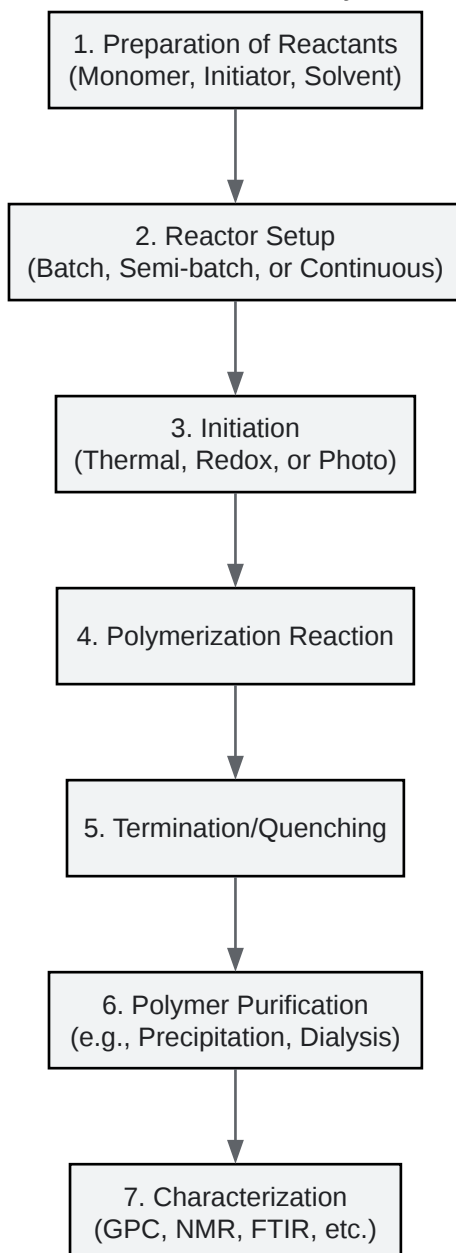 1. Preparation of Reactants
(Monomer, Initiator, Solvent)
2. Reactor Setup
(Batch, Semi-batch, or Continuous)
3. Initiation
(Thermal, Redox, or Photo)
4. Polymerization Reaction
5. Termination/Quenching
6. Polymer Purification
(e.g., Precipitation, Dialysis)
7. Characterization
(GPC, NMR, FTIR, etc.)